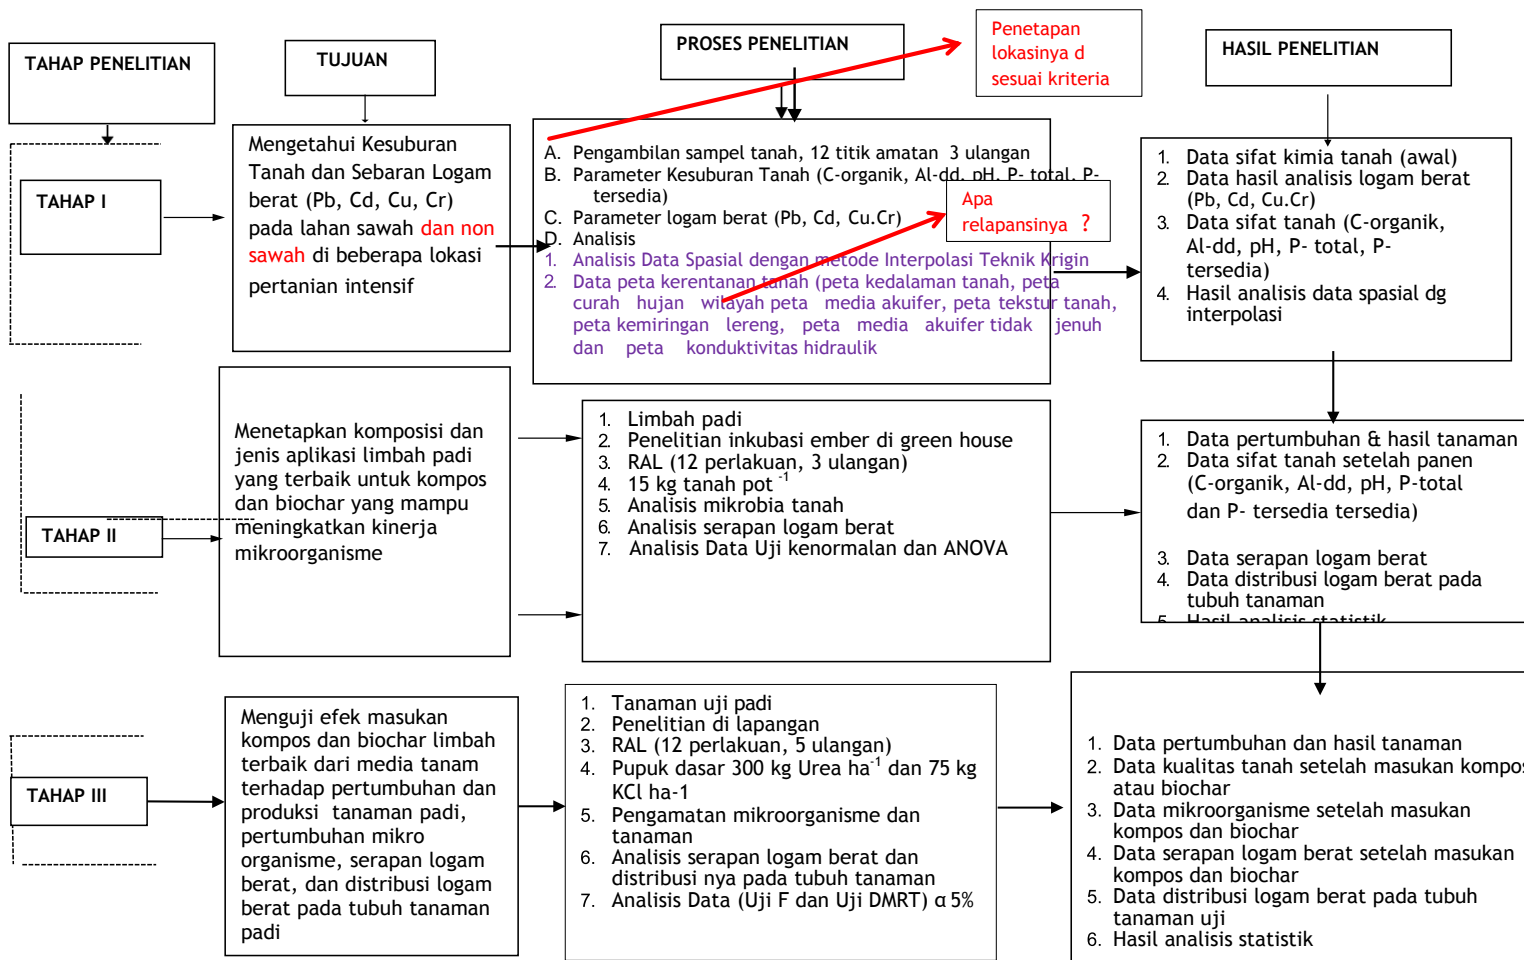 TAHAP PENELITIAN
TUJUAN
PROSES PENELITIAN
Penetapan
lokasinya d
sesuai kriteria
HASIL PENELITIAN
TAHAP I
Mengetahui Kesuburan
Tanah dan Sebaran Logam
berat (Pb, Cd, Cu, Cr)
pada lahan sawah dan non
sawah di beberapa lokasi
pertanian intensif
A. Pengambilan sampel tanah, 12 titik amatan 3 ulangan
B. Parameter Kesuburan Tanah (C-organik, Al-dd, pH, P- total, P-
tersedia)
C. Parameter logam berat (Pb, Cd, Cu.Cr)
D. Analisis
1. Analisis Data Spasial dengan metode Interpolasi Teknik Krigin
2. Data peta kerentanan tanah (peta kedalaman tanah, peta
curah hujan wilayah peta media akuifer, peta tekstur tanah,
peta kemiringan lereng, peta media akuifer tidak jenuh
dan peta konduktivitas hidraulik
Apa
relapansinya ?
1. Data sifat kimia tanah (awal)
2. Data hasil analisis logam berat
(Pb, Cd, Cu.Cr)
3. Data sifat tanah (C-organik,
Al-dd, pH, P- total, P-
tersedia)
4. Hasil analisis data spasial dg
interpolasi
TAHAP II
Menetapkan komposisi dan
jenis aplikasi limbah padi
yang terbaik untuk kompos
dan biochar yang mampu
meningkatkan kinerja
mikroorganisme
1. Limbah padi
2. Penelitian inkubasi ember di green house
3. RAL (12 perlakuan, 3 ulangan)
4. 15 kg tanah pot -1
5. Analisis mikrobia tanah
6. Analisis serapan logam berat
7. Analisis Data Uji kenormalan dan ANOVA
1. Data pertumbuhan & hasil tanaman
2. Data sifat tanah setelah panen
(C-organik, Al-dd, pH, P-total
dan P- tersedia tersedia)
3. Data serapan logam berat
4. Data distribusi logam berat pada
tubuh tanaman
5. Hasil analisis statistik
TAHAP III
Menguji efek masukan
kompos dan biochar limbah
terbaik dari media tanam
terhadap pertumbuhan dan
produksi tanaman padi,
pertumbuhan mikro
organisme, serapan logam
berat, dan distribusi logam
berat pada tubuh tanaman
padi
1. Tanaman uji padi
2. Penelitian di lapangan
3. RAL (12 perlakuan, 5 ulangan)
4. Pupuk dasar 300 kg Urea ha-1 dan 75 kg
KCl ha-1
5. Pengamatan mikroorganisme dan
tanaman
6. Analisis serapan logam berat dan
distribusi nya pada tubuh tanaman
7. Analisis Data (Uji F dan Uji DMRT) α 5%
1. Data pertumbuhan dan hasil tanaman
2. Data kualitas tanah setelah masukan kompos
atau biochar
3. Data mikroorganisme setelah masukan
kompos dan biochar
4. Data serapan logam berat setelah masukan
kompos dan biochar
5. Data distribusi logam berat pada tubuh
tanaman uji
6. Hasil analisis statistik